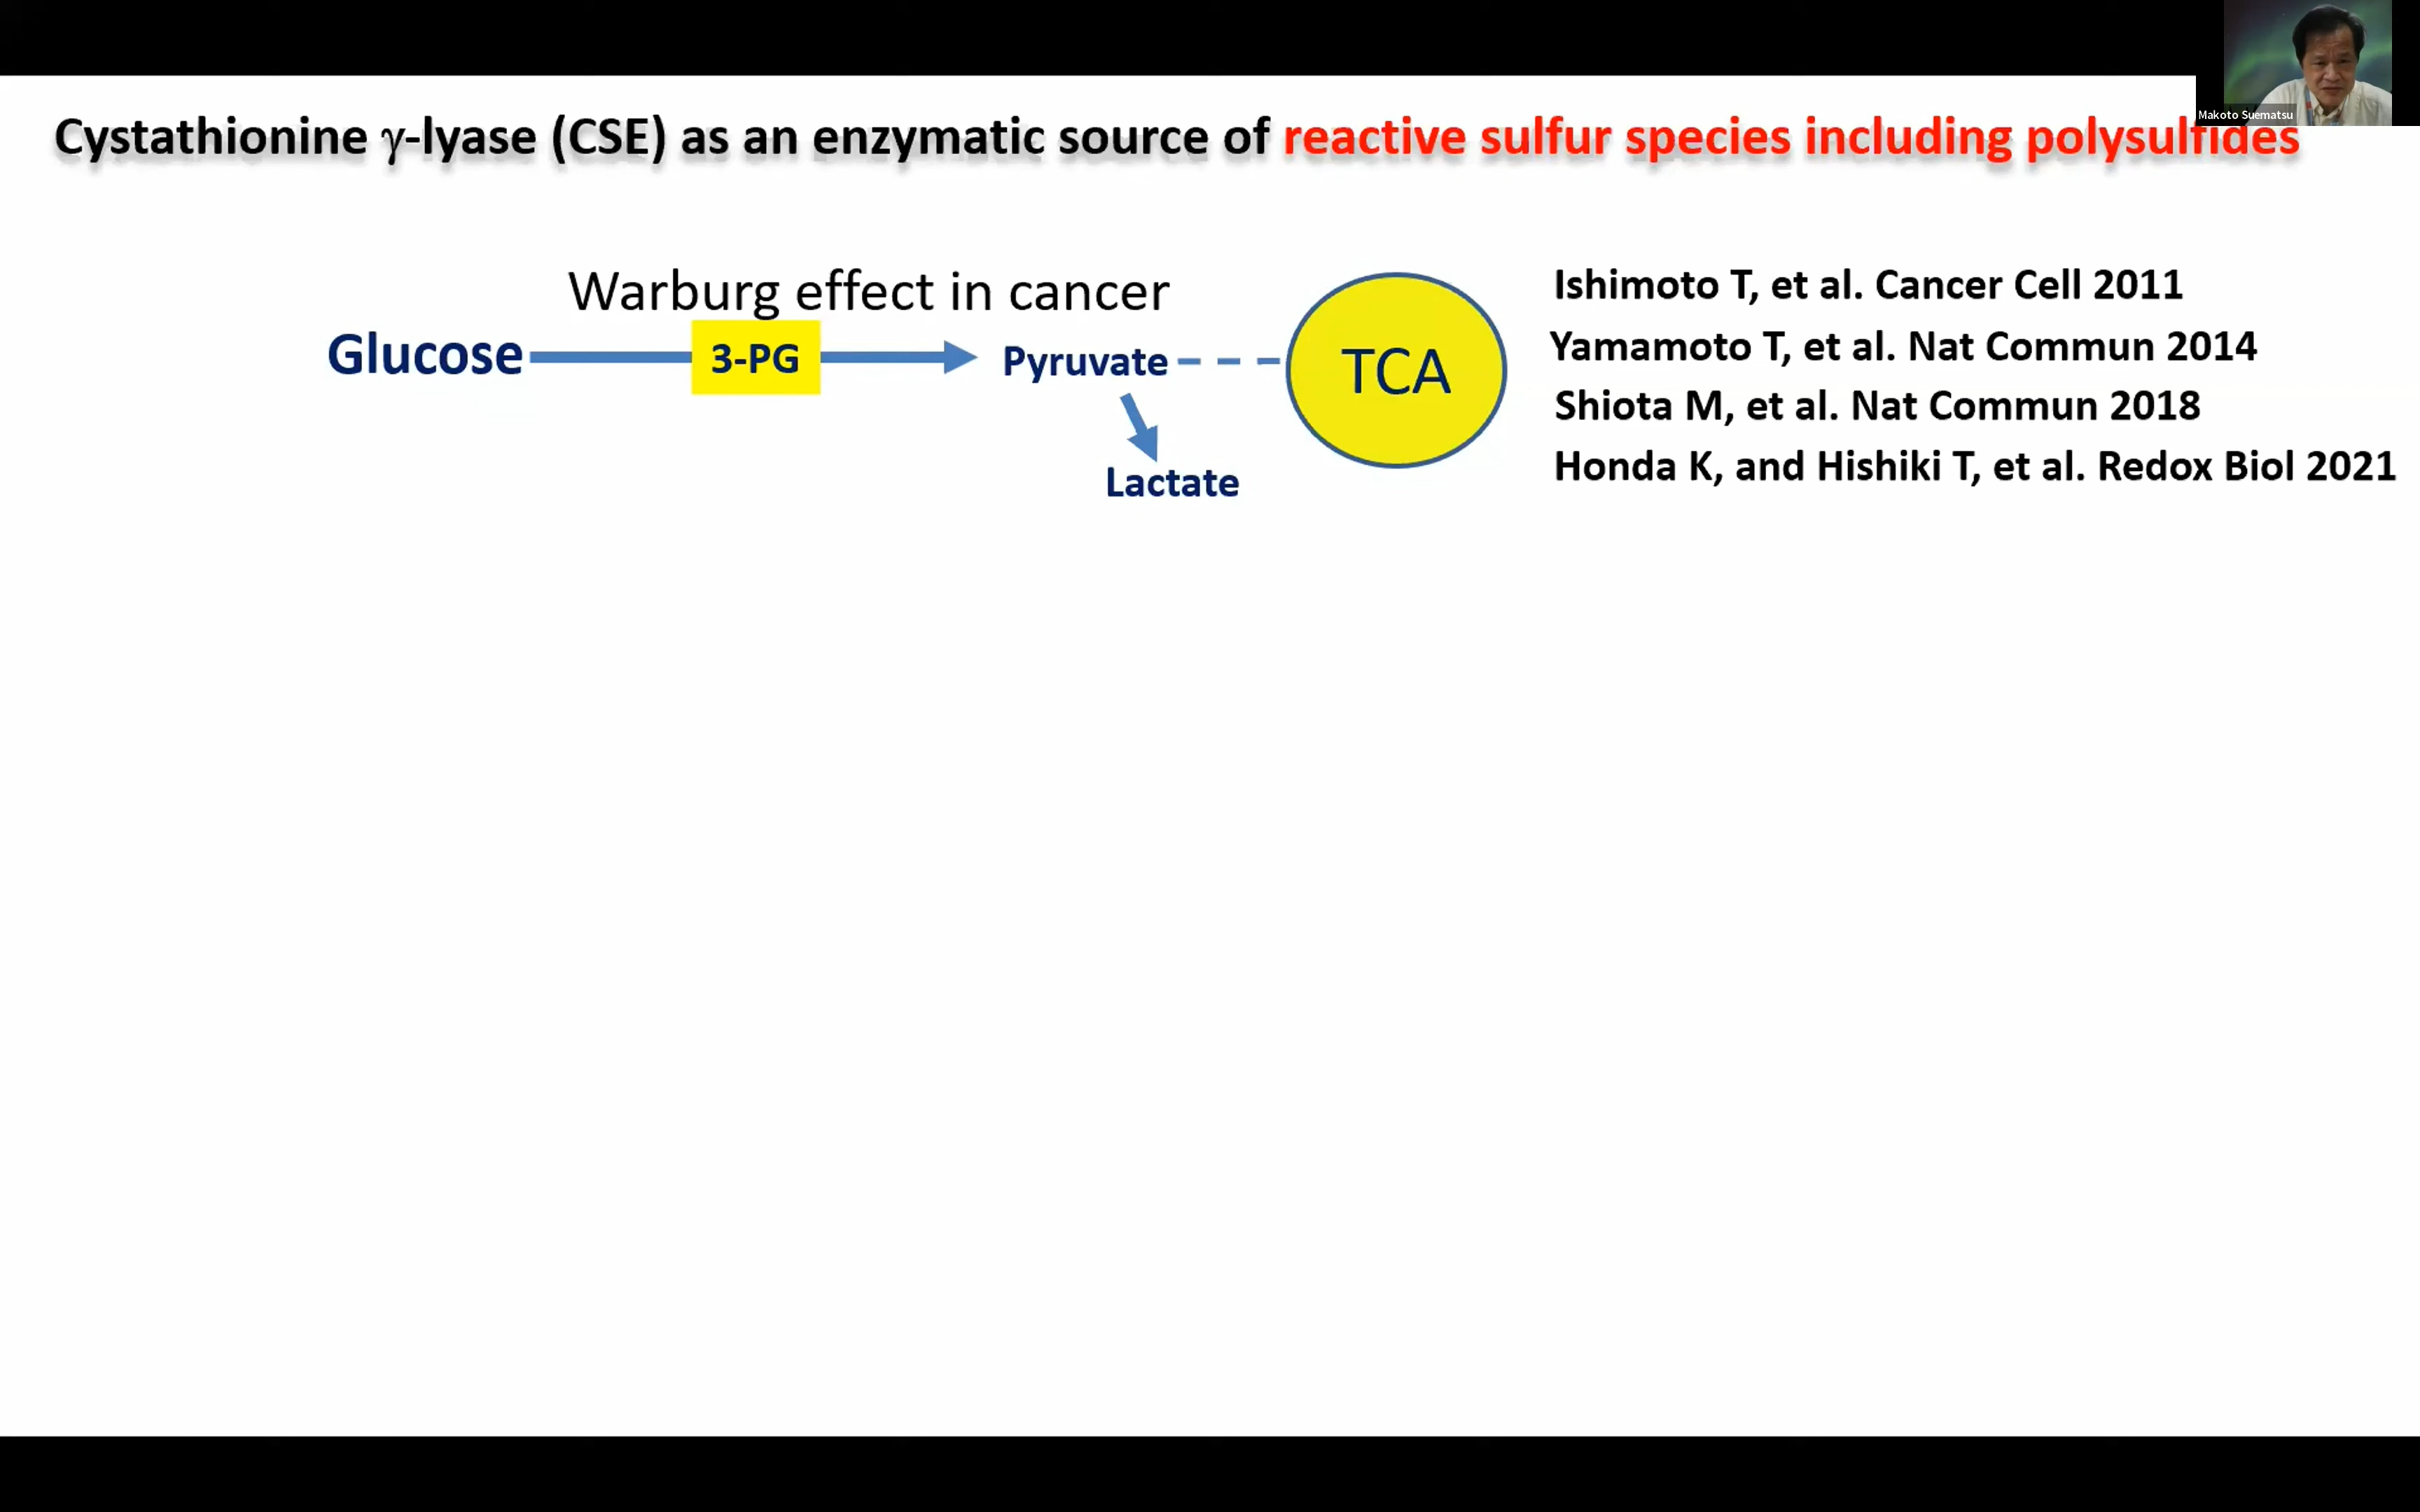 Makoto Suematsu
Cystathionine γ-lyase (CSE) as an enzymatic source of reactive sulfur species including polysulfides
Warburg effect in cancer
Glucose
3-PG
Pyruvate
TCA
Lactate
Ishimoto T, et al. Cancer Cell 2011
Yamamoto T, et al. Nat Commun 2014
Shiota M, et al. Nat Commun 2018
Honda K, and Hishiki T, et al. Redox Biol 2021